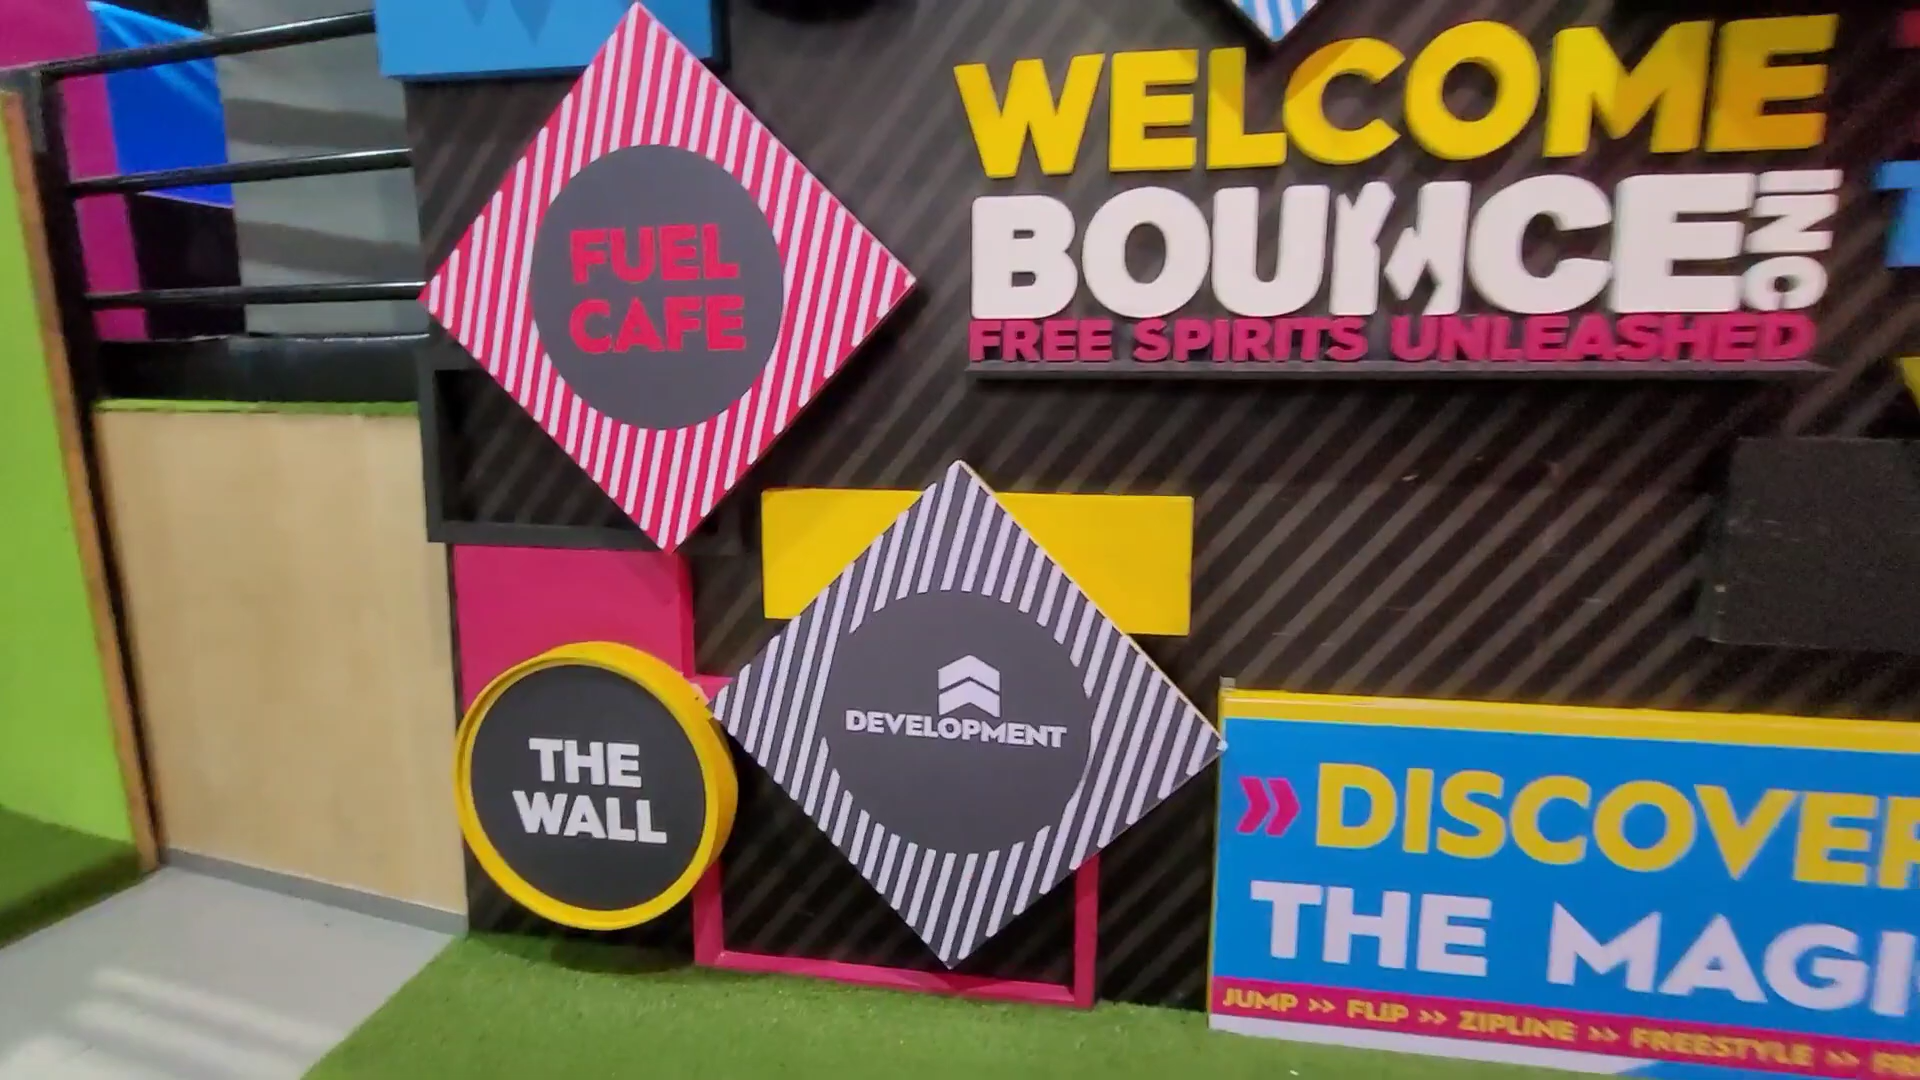 WELCOME
BOUNCE INC
FREE SPIRITS UNLEASHED
FUEL
CAFE
DEVELOPMENT
THE
WALL
» DISCOVER
THE MAGI
JUMP >> FLIP >> ZIPLINE >> FREESTYLE >>